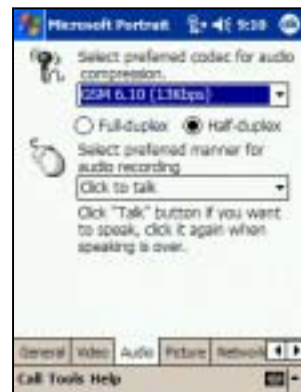 Microsoft Portrait 9:10
Select preferred codec for audio
compression.
GSM 6.10 (13Kbps)
Full-duplex Half-duplex
Select preferred manner for
audio recording
Click to talk
Click "Talk" button if you want
to speak, click it again when
speaking is over.
General Video Audio Picture Network
Call Tools Help